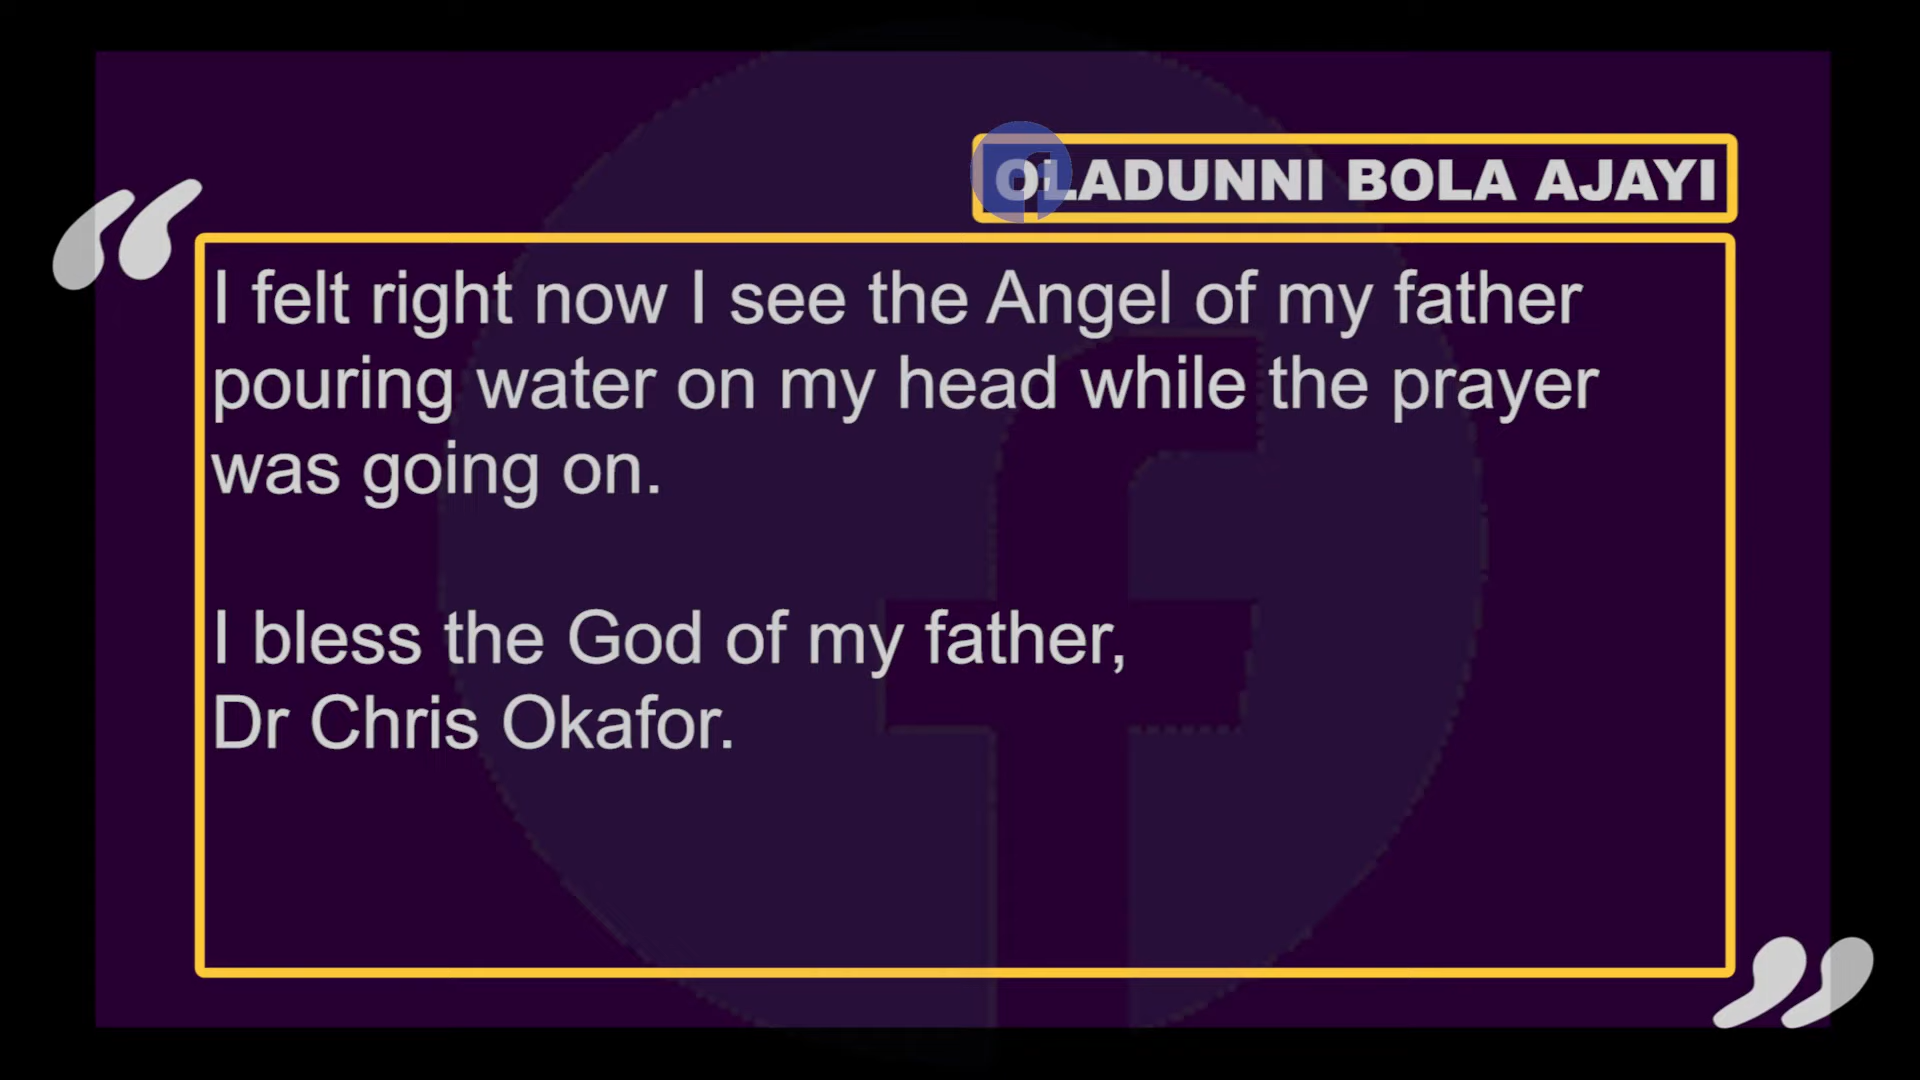 OLADUNNI BOLA AJAYI
I felt right now I see the Angel of my father
pouring water on my head while the prayer
was going on.
I bless the God of my father,
Dr Chris Okafor.